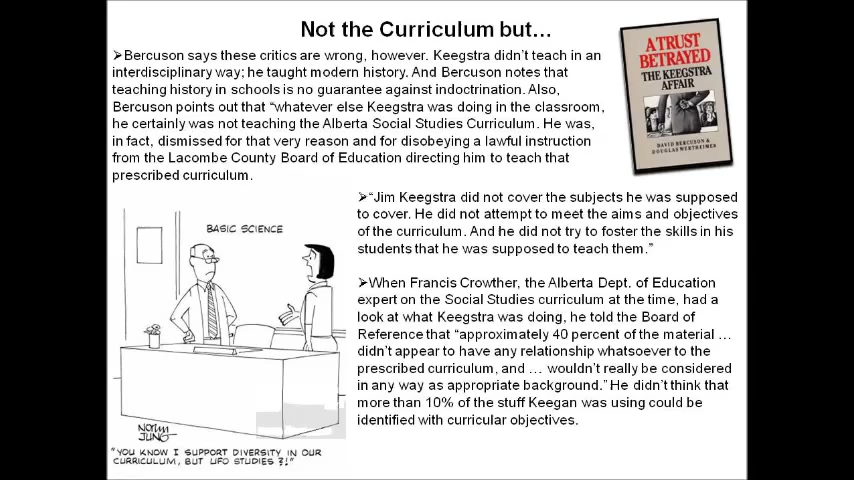 Not the Curriculum but…
➢Bercuson says these critics are wrong, however. Keegstra didn't teach in an
interdisciplinary way; he taught modern history. And Bercuson notes that
teaching history in schools is no guarantee against indoctrination. Also,
Bercuson points out that “whatever else Keegstra was doing in the classroom,
he certainly was not teaching the Alberta Social Studies Curriculum. He was,
in fact, dismissed for that very reason and for disobeying a lawful instruction
from the Lacombe County Board of Education directing him to teach that
prescribed curriculum.
A TRUST
BETRAYED
THE KEEGSTRA
AFFAIR
DAVID BERCUSON &
DOUGLAS WERTHEIMER
➢“Jim Keegstra did not cover the subjects he was supposed
to cover. He did not attempt to meet the aims and objectives
of the curriculum. And he did not try to foster the skills in his
students that he was supposed to teach them.”
➢When Francis Crowther, the Alberta Dept. of Education
expert on the Social Studies curriculum at the time, had a
look at what Keegstra was doing, he told the Board of
Reference that “approximately 40 percent of the material …
didn't appear to have any relationship whatsoever to the
prescribed curriculum, and … wouldn't really be considered
in any way as appropriate background.” He didn't think that
more than 10% of the stuff Keegan was using could be
identified with curricular objectives.
BASIC SCIENCE
NORM
JUNG
"YOU KNOW I SUPPORT DIVERSITY IN OUR
CURRICULUM, BUT UFO STUDIES ?!"